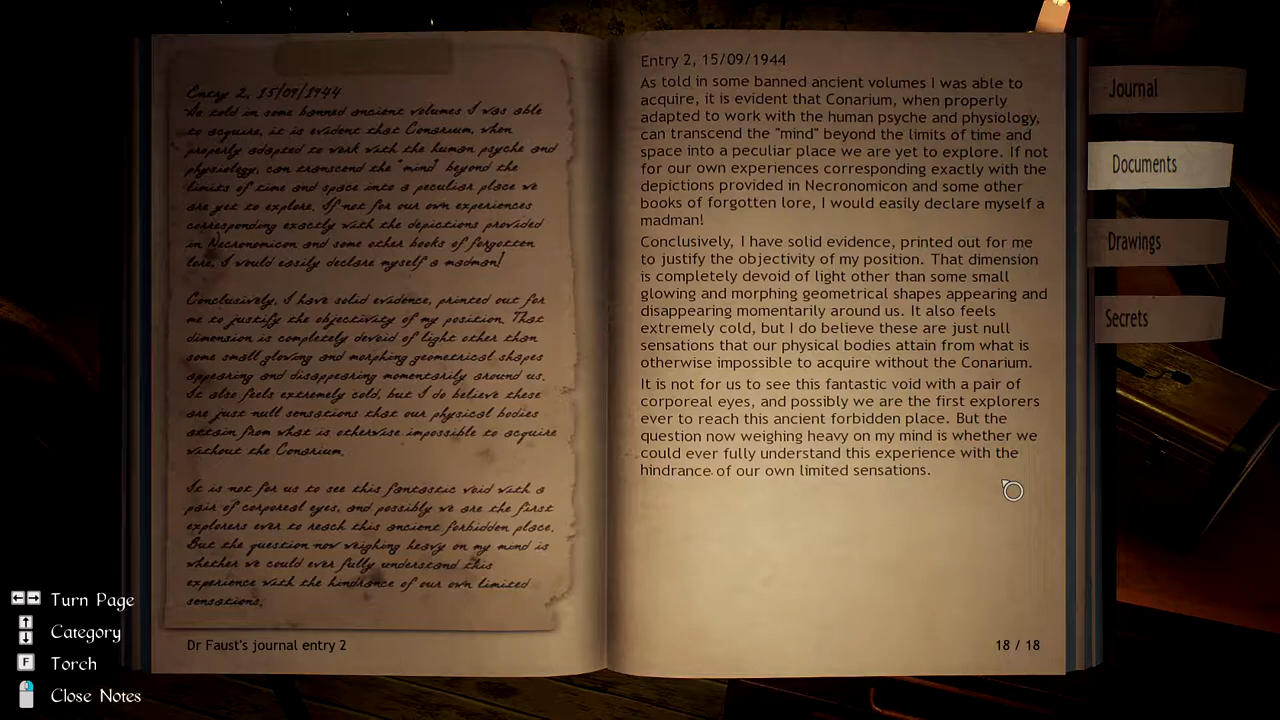 Entry 2, 15/09/1944
As told in some banned ancient volumes I was able
to acquire, it is evident that Conarium, when
properly adapted to work with the human psyche and
physiology, can transcend the "mind" beyond the
limits of time and space into a peculiar place we
are yet to explore. If not for our own experiences
corresponding exactly with the depictions provided
in Necronomicon and some other books of forgotten
lore, I would easily declare myself a madman!
Conclusively, I have solid evidence, printed out for
me to justify the objectivity of my position. That
dimension is completely devoid of light other than
some small glowing and morphing geometrical shapes
appearing and disappearing momentarily around us.
It also feels extremely cold, but I do believe these
are just null sensations that our physical bodies
attain from what is otherwise impossible to acquire
without the Conarium.
It is not for us to see this fantastic void with a
pair of corporeal eyes, and possibly we are the first
explorers ever to reach this ancient forbidden place.
But the question now weighing heavy on my mind is
whether we could ever fully understand this
experience with the hindrance of our own limited
sensations.
Dr Faust's journal entry 2
Entry 2, 15/09/1944
As told in some banned ancient volumes I was able to
acquire, it is evident that Conarium, when properly
adapted to work with the human psyche and physiology,
can transcend the "mind" beyond the limits of time and
space into a peculiar place we are yet to explore. If not
for our own experiences corresponding exactly with the
depictions provided in Necronomicon and some other
books of forgotten lore, I would easily declare myself a
madman!
Conclusively, I have solid evidence, printed out for me
to justify the objectivity of my position. That dimension
is completely devoid of light other than some small
glowing and morphing geometrical shapes appearing and
disappearing momentarily around us. It also feels
extremely cold, but I do believe these are just null
sensations that our physical bodies attain from what is
otherwise impossible to acquire without the Conarium.
It is not for us to see this fantastic void with a pair of
corporeal eyes, and possibly we are the first explorers
ever to reach this ancient forbidden place. But the
question now weighing heavy on my mind is whether we
could ever fully understand this experience with the
hindrance of our own limited sensations.
18 / 18
Journal
Documents
Drawings
Secrets
Turn Page
Category
F Torch
Close Notes